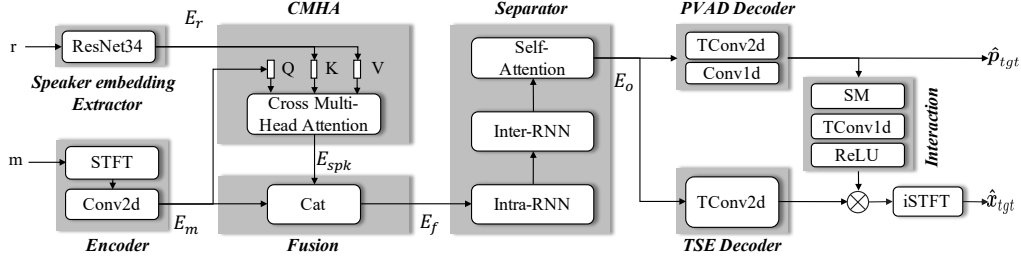 CMHA
Separator
PVAD Decoder
r
ResNet34
E_r
Speaker embedding
Extractor
Q
K
V
Cross Multi-
Head Attention
E_spk
m
STFT
Conv2d
E_m
Encoder
Cat
Fusion
E_f
Self-
Attention
Inter-RNN
Intra-RNN
E_o
TConv2d
Conv1d
p̂_tgt
SM
TConv1d
ReLU
Interaction
TConv2d
TSE Decoder
⊗
iSTFT
x̂_tgt